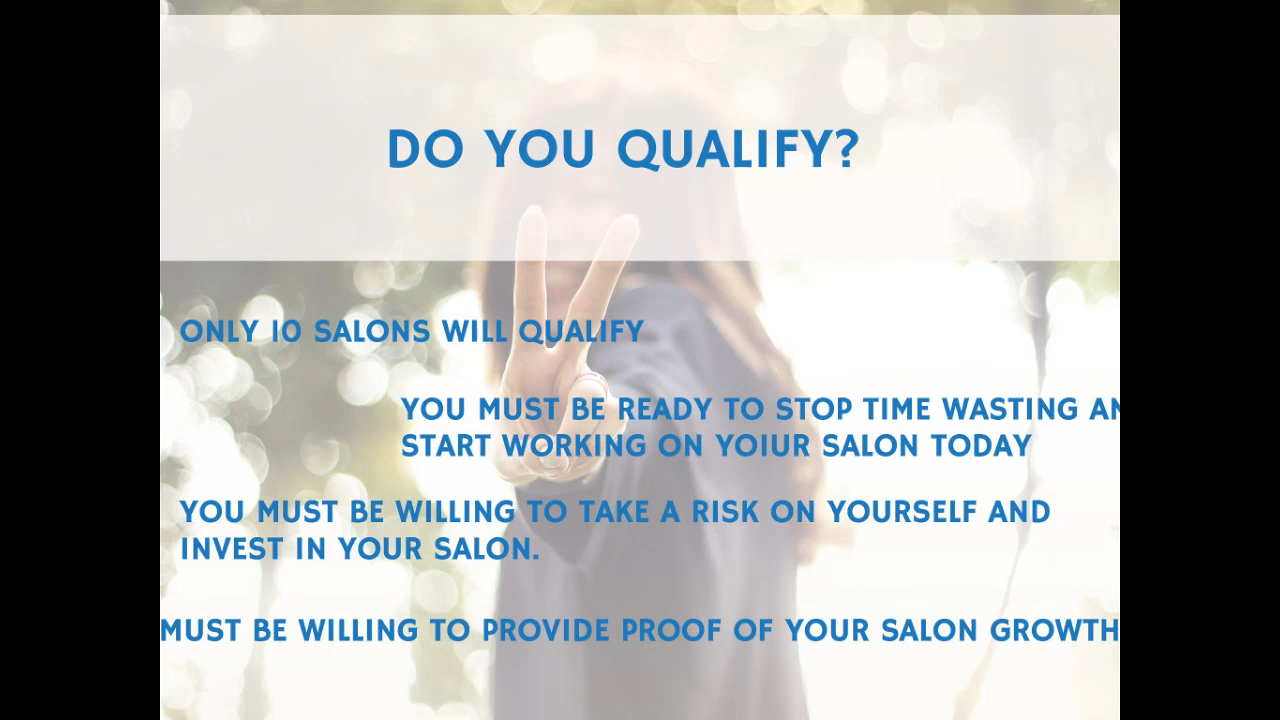 DO YOU QUALIFY?
ONLY 10 SALONS WILL QUALIFY
YOU MUST BE READY TO STOP TIME WASTING AN
START WORKING ON YOIUR SALON TODAY
YOU MUST BE WILLING TO TAKE A RISK ON YOURSELF AND
INVEST IN YOUR SALON.
MUST BE WILLING TO PROVIDE PROOF OF YOUR SALON GROWTH